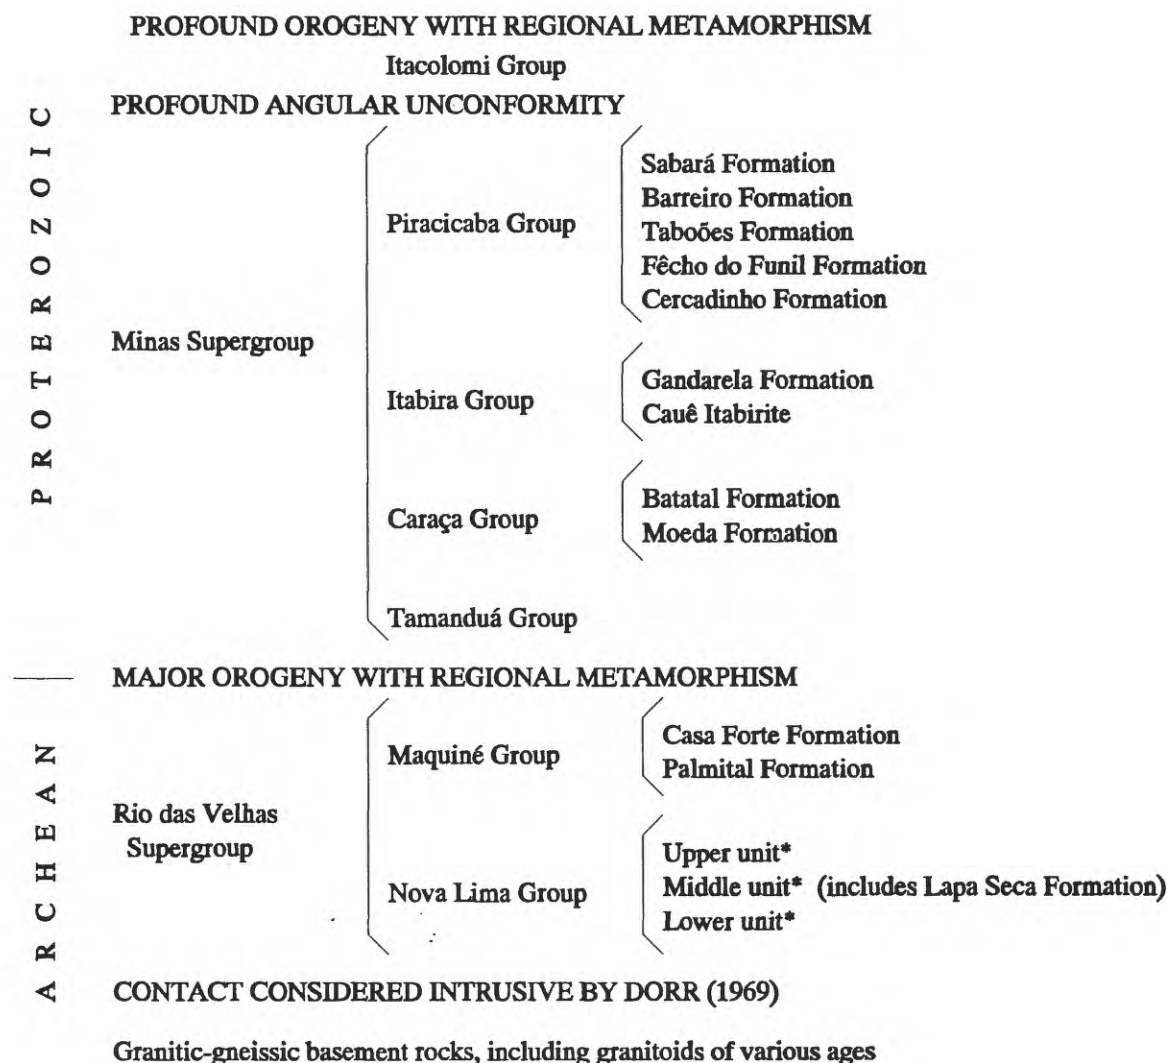 PROFOUND OROGENY WITH REGIONAL METAMORPHISM
Itacolomi Group
PROFOUND ANGULAR UNCONFORMITY
PROTEROZOIC
Minas Supergroup
Piracicaba Group
Sabará Formation
Barreiro Formation
Taboões Formation
Fêcho do Funil Formation
Cercadinho Formation
Itabira Group
Gandarela Formation
Cauê Itabirite
Caraça Group
Batatal Formation
Moeda Formation
Tamanduá Group
MAJOR OROGENY WITH REGIONAL METAMORPHISM
ARCHEAN
Rio das Velhas
Supergroup
Maquiné Group
Casa Forte Formation
Palmital Formation
Nova Lima Group
Upper unit*
Middle unit* (includes Lapa Seca Formation)
Lower unit*
CONTACT CONSIDERED INTRUSIVE BY DORR (1969)
Granitic-gneissic basement rocks, including granitoids of various ages